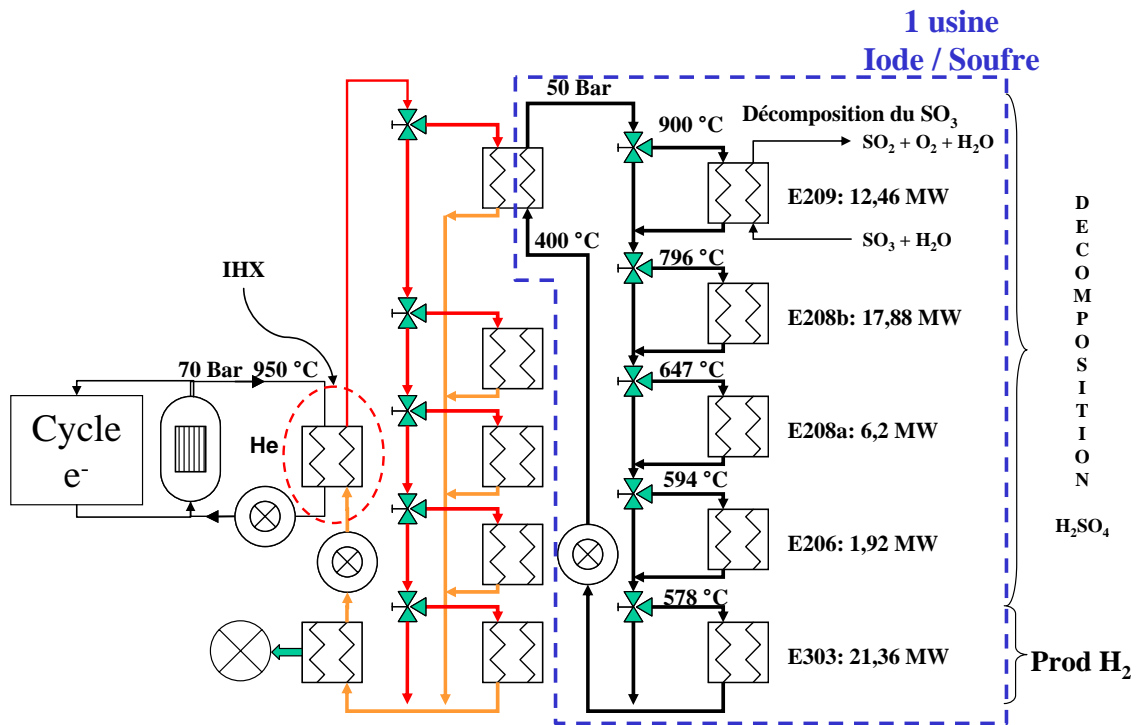 1 usine
Iode / Soufre
50 Bar
900 °C
Décomposition du SO₃
SO₂ + O₂ + H₂O
E209: 12,46 MW
SO₃ + H₂O
400 °C
796 °C
IHX
E208b: 17,88 MW
70 Bar 950 °C
647 °C
Cycle
e⁻
He
E208a: 6,2 MW
594 °C
E206: 1,92 MW
578 °C
E303: 21,36 MW
D
E
C
O
M
P
O
S
I
T
I
O
N
H₂SO₄
Prod H₂